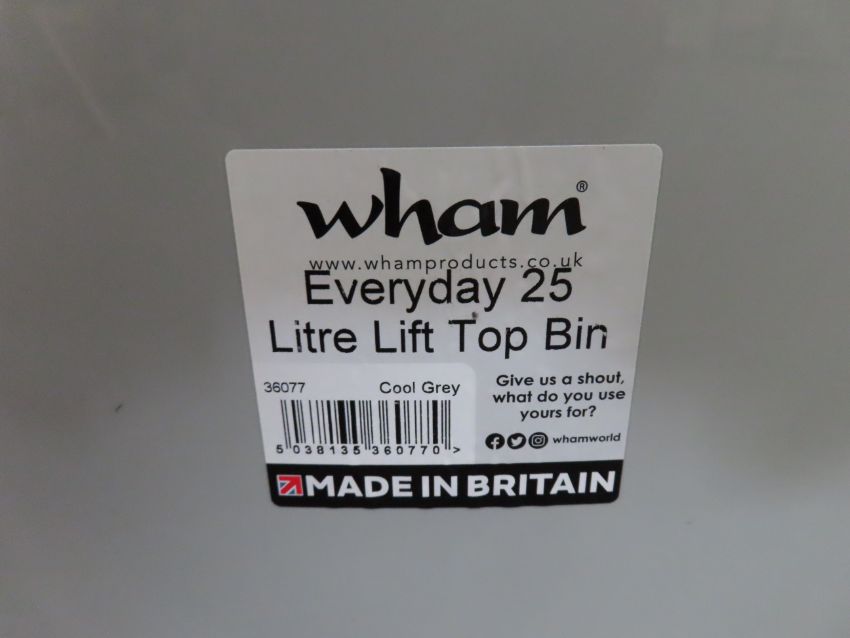 wham®
www.whamproducts.co.uk
Everyday 25
Litre Lift Top Bin
36077 Cool Grey
5 038135 360770 >
Give us a shout,
what do you use
yours for?
whamworld
MADE IN BRITAIN